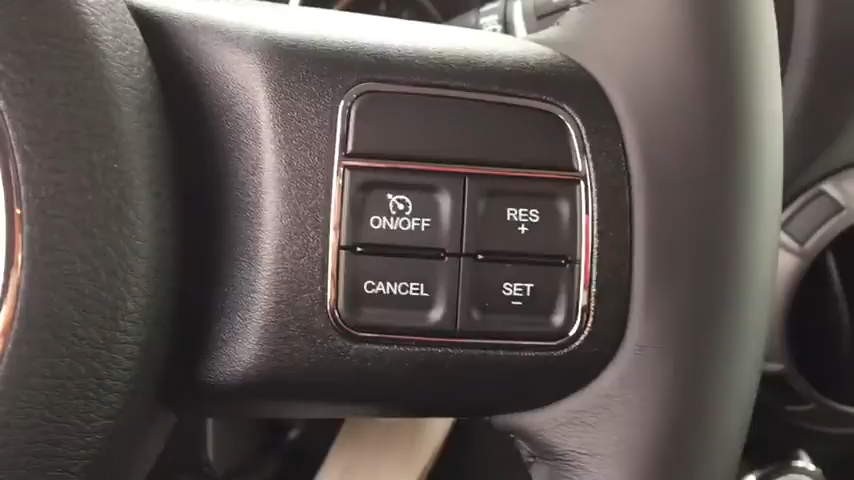 ON/OFF
RES
+
CANCEL
SET
–